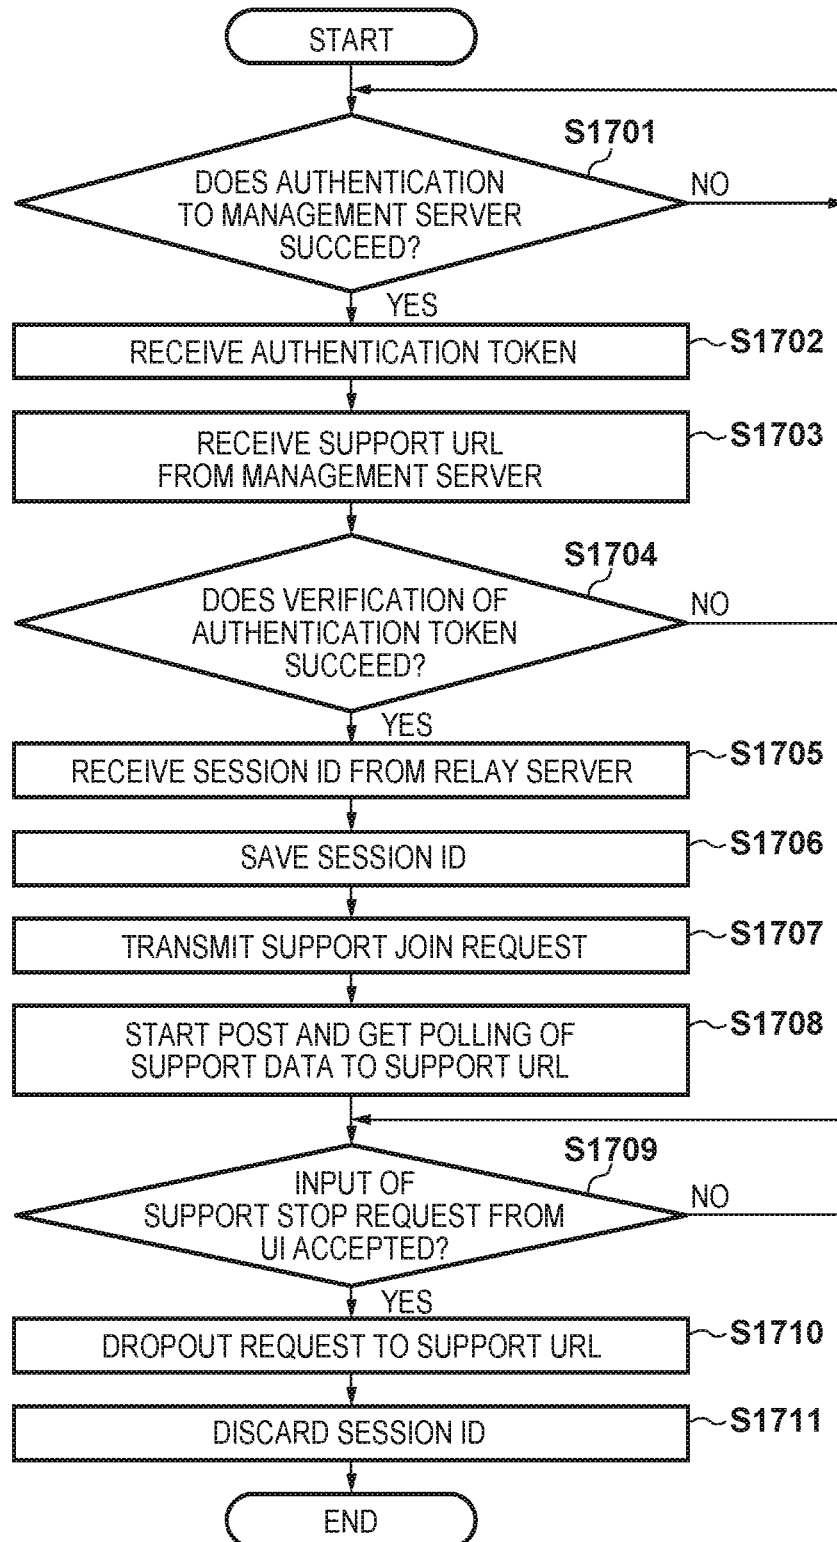 START
S1701
DOES AUTHENTICATION
TO MANAGEMENT SERVER
SUCCEED?
NO
YES
RECEIVE AUTHENTICATION TOKEN
S1702
RECEIVE SUPPORT URL
FROM MANAGEMENT SERVER
S1703
S1704
DOES VERIFICATION OF
AUTHENTICATION TOKEN
SUCCEED?
NO
YES
RECEIVE SESSION ID FROM RELAY SERVER
S1705
SAVE SESSION ID
S1706
TRANSMIT SUPPORT JOIN REQUEST
S1707
START POST AND GET POLLING OF
SUPPORT DATA TO SUPPORT URL
S1708
S1709
INPUT OF
SUPPORT STOP REQUEST FROM
UI ACCEPTED?
NO
YES
DROPOUT REQUEST TO SUPPORT URL
S1710
DISCARD SESSION ID
S1711
END